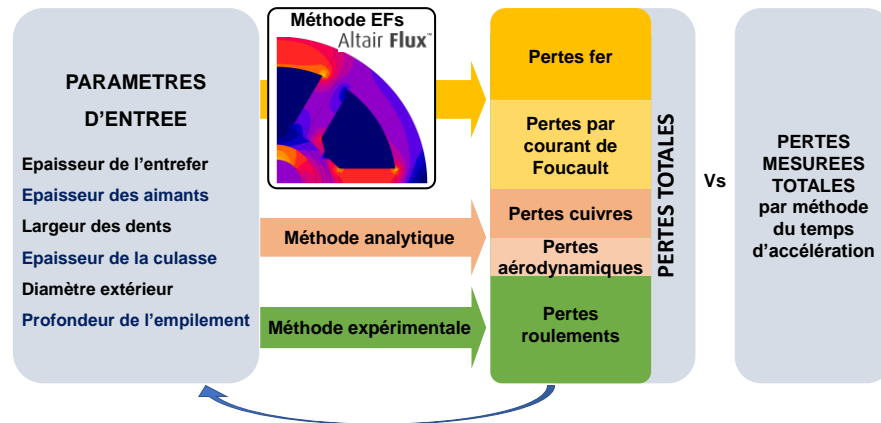 PARAMETRES
D'ENTREE
Epaisseur de l'entrefer
Epaisseur des aimants
Largeur des dents
Epaisseur de la culasse
Diamètre extérieur
Profondeur de l'empilement
Méthode EFs
Altair Flux™
Méthode analytique
Méthode expérimentale
Pertes fer
Pertes par
courant de
Foucault
Pertes cuivres
Pertes
aérodynamiques
Pertes
roulements
PERTES TOTALES
Vs
PERTES
MESUREES
TOTALES
par méthode
du temps
d'accélération